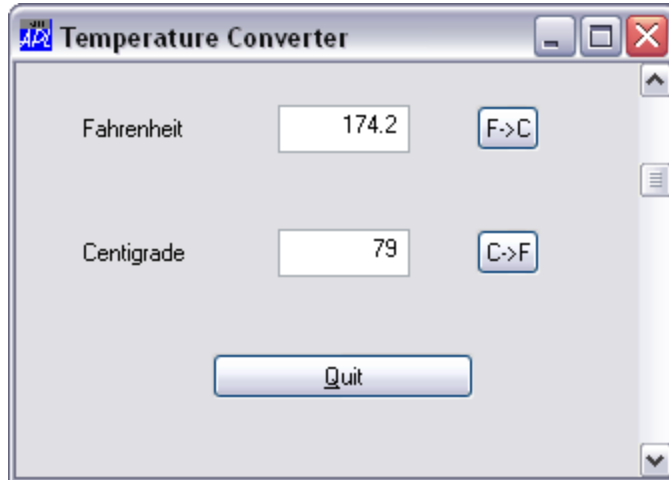 Temperature Converter
Fahrenheit 174.2 F->C
Centigrade 79 C->F
Quit